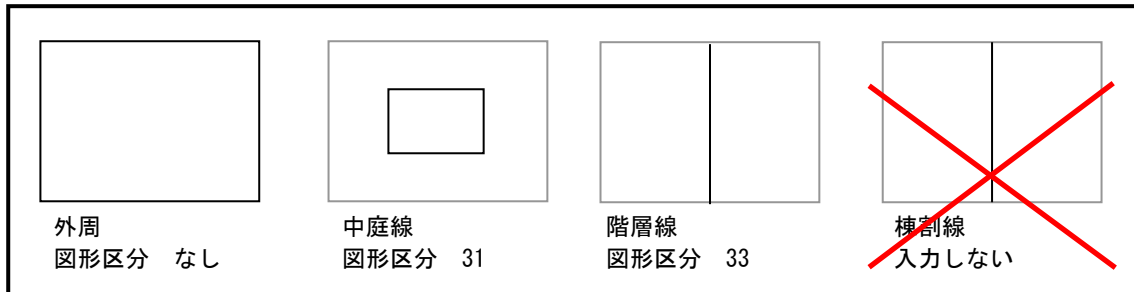 外周
図形区分　なし
中庭線
図形区分　31
階層線
図形区分　33
棟割線
入力しない